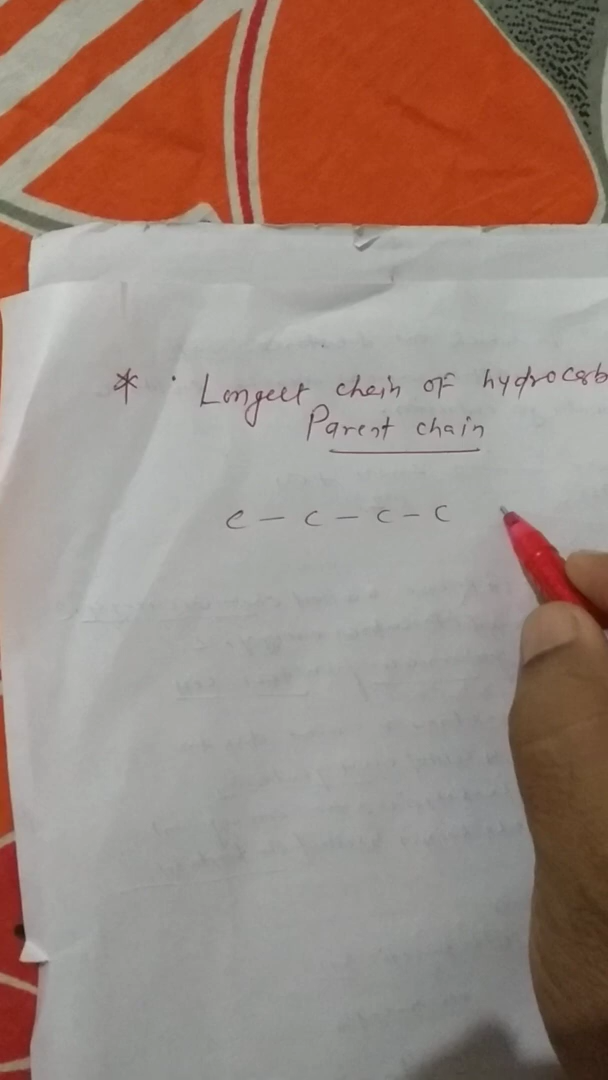 * · Longest chain of hydrocarb
Parent chain
C – C – C – C